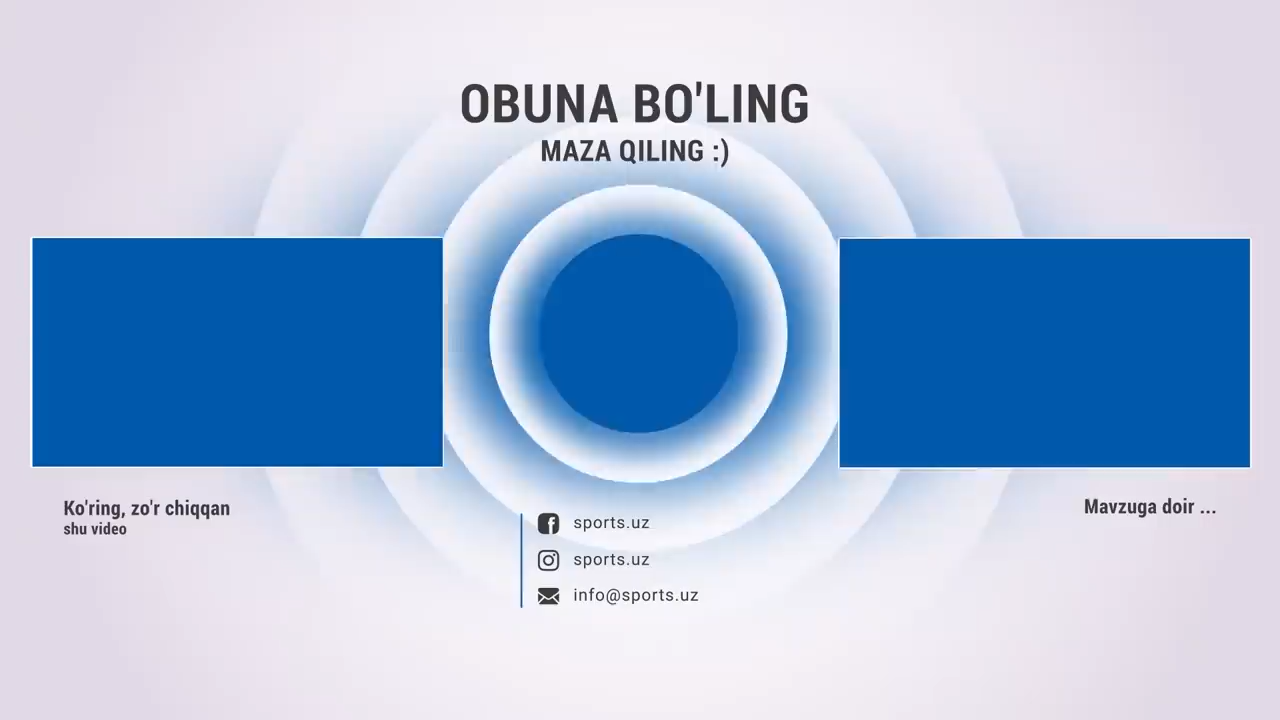 OBUNA BO'LING
MAZA QILING :)
Ko'ring, zo'r chiqqan
shu video
Mavzuga doir ...
sports.uz
sports.uz
info@sports.uz